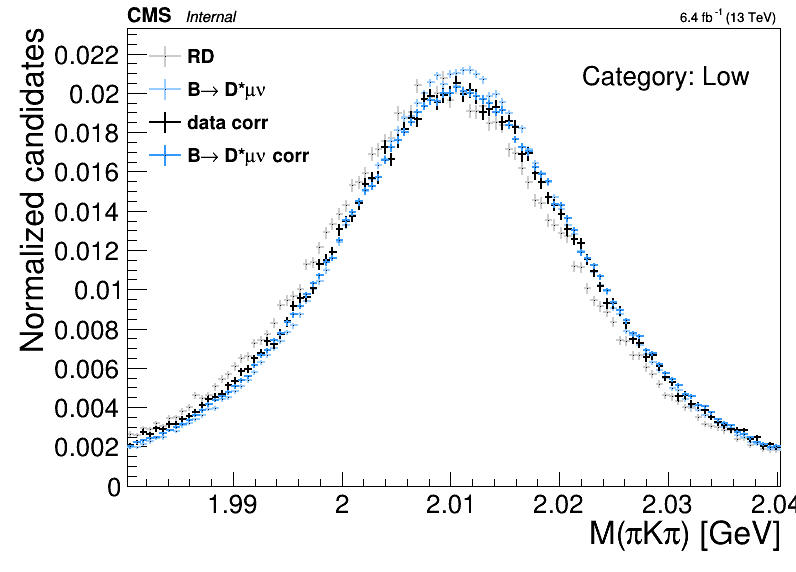 CMS Internal 6.4 fb⁻¹ (13 TeV)
Normalized candidates
0.022
0.02
0.018
0.016
0.014
0.012
0.01
0.008
0.006
0.004
0.002
0
RD
B→ D*μν
data corr
B→ D*μν corr
Category: Low
1.99 2 2.01 2.02 2.03 2.04
M(πKπ) [GeV]